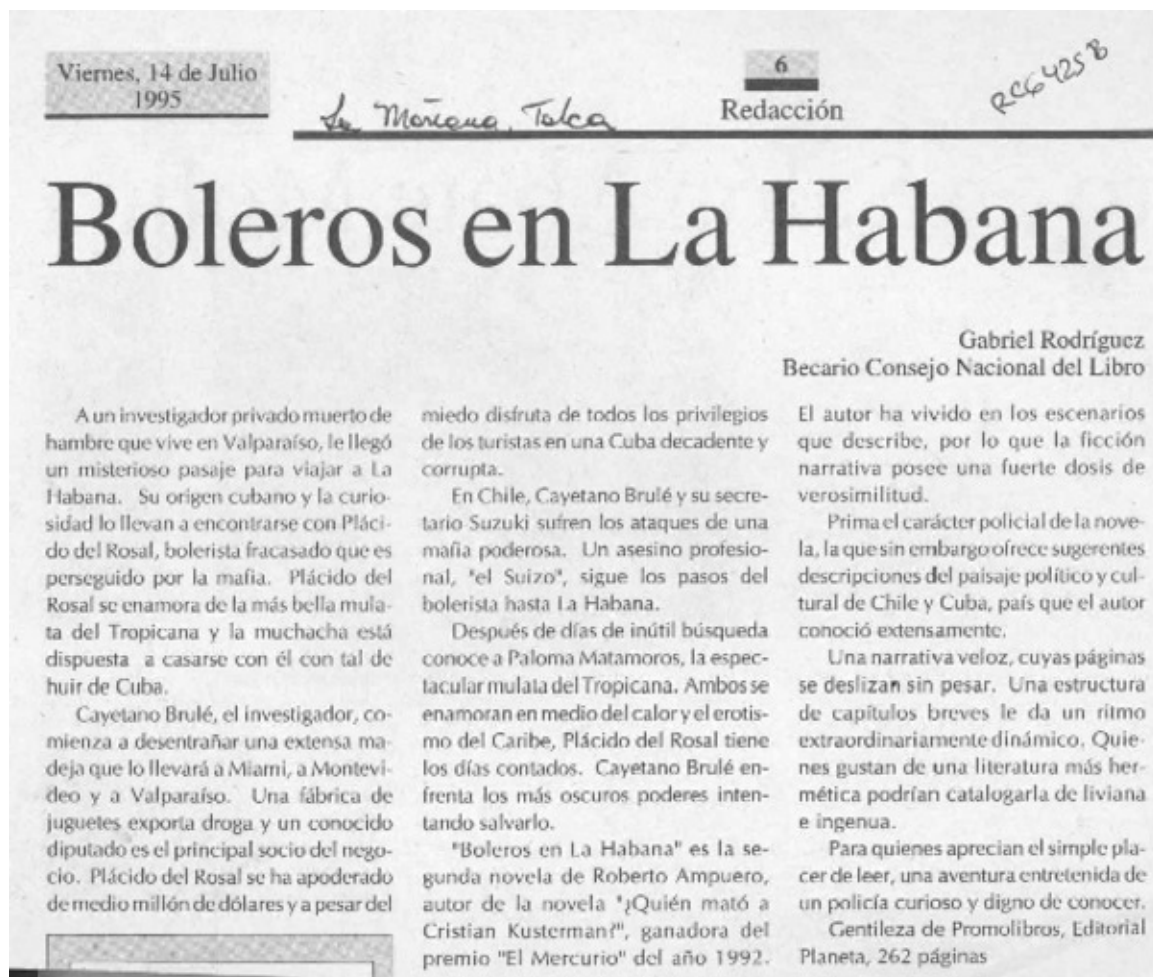 Viernes, 14 de Julio
1995
La Mañana, Talca
6
Redacción
RC64258
Boleros en La Habana
Gabriel Rodríguez
Becario Consejo Nacional del Libro
A un investigador privado muerto de
hambre que vive en Valparaíso, le llegó
un misterioso pasaje para viajar a La
Habana. Su origen cubano y la curio-
sidad lo llevan a encontrarse con Pláci-
do del Rosal, bolerista fracasado que es
perseguido por la mafia. Plácido del
Rosal se enamora de la más bella mula-
ta del Tropicana y la muchacha está
dispuesta a casarse con él con tal de
huir de Cuba.
Cayetano Brulé, el investigador, co-
mienza a desentrañar una extensa ma-
deja que lo llevará a Miami, a Montevi-
deo y a Valparaíso. Una fábrica de
juguetes exporta droga y un conocido
diputado es el principal socio del nego-
cio. Plácido del Rosal se ha apoderado
de medio millón de dólares y a pesar del
miedo disfruta de todos los privilegios
de los turistas en una Cuba decadente y
corrupta.
En Chile, Cayetano Brulé y su secre-
tario Suzuki sufren los ataques de una
mafia poderosa. Un asesino profesio-
nal, "el Suizo", sigue los pasos del
bolerista hasta La Habana.
Después de días de inútil búsqueda
conoce a Paloma Matamoros, la espec-
tacular mulata del Tropicana. Ambos se
enamoran en medio del calor y el erotis-
mo del Caribe, Plácido del Rosal tiene
los días contados. Cayetano Brulé en-
frenta los más oscuros poderes inten-
tando salvarlo.
"Boleros en La Habana" es la se-
gunda novela de Roberto Ampuero,
autor de la novela "¿Quién mató a
Cristian Kusterman?", ganadora del
premio "El Mercurio" del año 1992.
El autor ha vivido en los escenarios
que describe, por lo que la ficción
narrativa posee una fuerte dosis de
verosimilitud.
Prima el carácter policial de la nove-
la, la que sin embargo ofrece sugerentes
descripciones del paisaje político y cul-
tural de Chile y Cuba, país que el autor
conoció extensamente.
Una narrativa veloz, cuyas páginas
se deslizan sin pesar. Una estructura
de capítulos breves le da un ritmo
extraordinariamente dinámico. Quie-
nes gustan de una literatura más her-
mética podrían catalogarla de liviana
e ingenua.
Para quienes aprecian el simple pla-
cer de leer, una aventura entretenida de
un policía curioso y digno de conocer.
Gentileza de Promolibros, Editorial
Planeta, 262 páginas